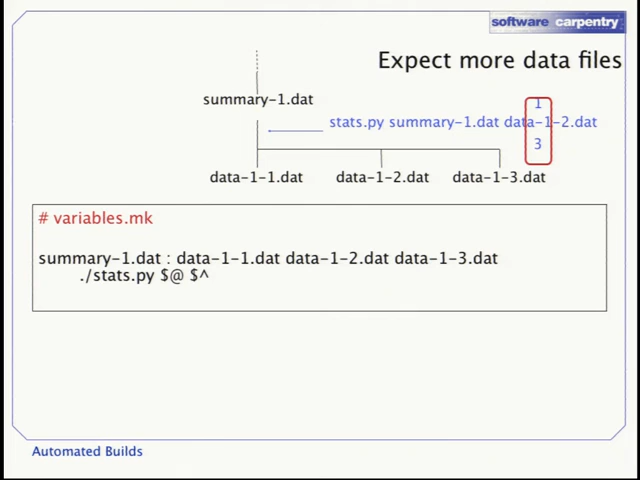 software carpentry
Expect more data files
summary-1.dat
1
stats.py summary-1.dat data-1-2.dat
3
data-1-1.dat data-1-2.dat data-1-3.dat
# variables.mk
summary-1.dat : data-1-1.dat data-1-2.dat data-1-3.dat
./stats.py $@ $^
Automated Builds